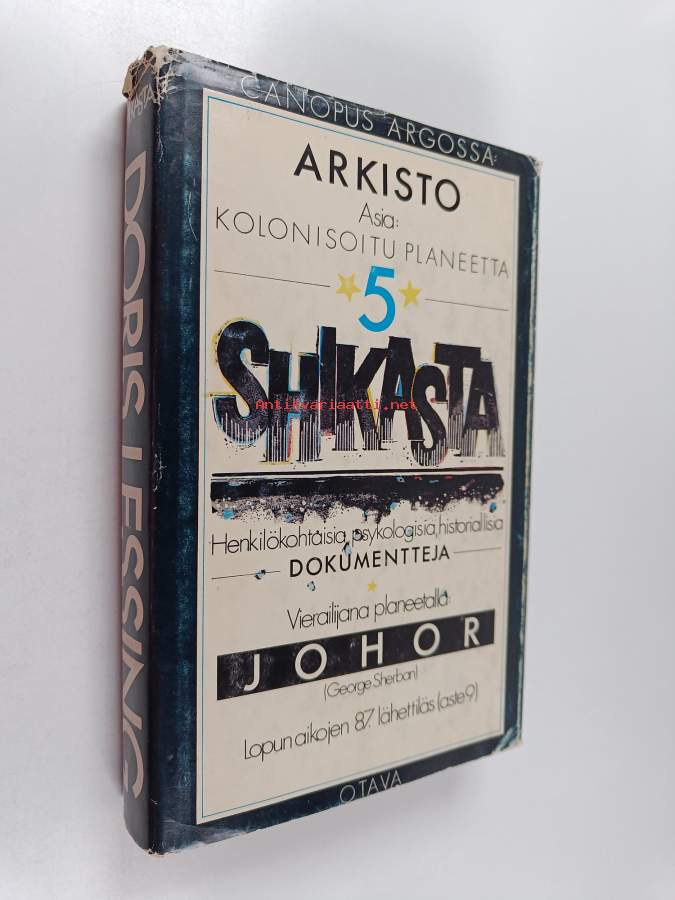 CANOPUS ARGOSSA:
ARKISTO
Asia:
KOLONISOITU PLANEETTA
5
SHIKASTA
Antikvariaatti.net
Henkilökohtaisia, psykologisia, historiallisia
DOKUMENTTEJA
Vierailijana planeetalla:
JOHOR
(George Sherban)
Lopun aikojen 87. lähettiläs (aste 9)
OTAVA
DORIS LESSING